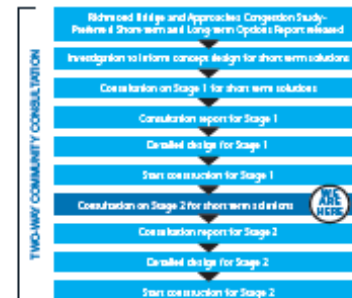 TWO-WAY COMMUNITY CONSULTATION
Richmond Bridge and Approaches Congestion Study-
Preferred Short-term and Long-term Options Report released
Investigation to inform concept design for short term solutions
Consultation on Stage 1 for short term solutions
Consultation report for Stage 1
Detailed design for Stage 1
Start construction for Stage 1
Consultation on Stage 2 for short term solutions
WE
ARE
HERE
Consultation report for Stage 2
Detailed design for Stage 2
Start construction for Stage 2